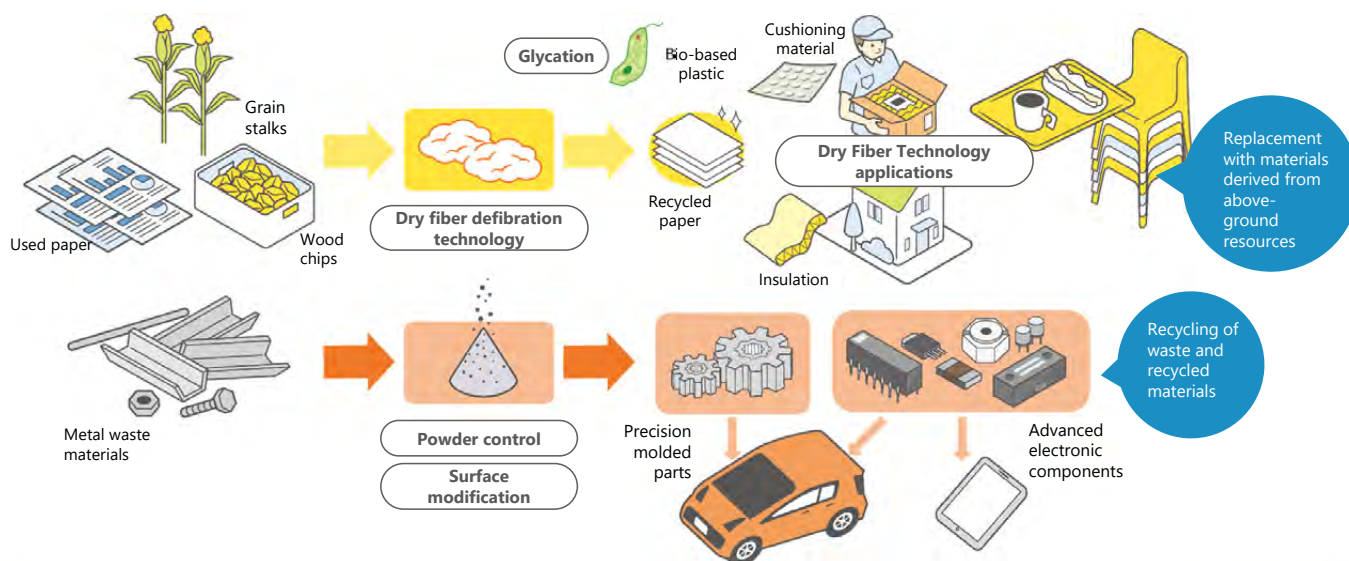 Glycation
Bio-based
plastic
Cushioning
material
Grain
stalks
Used paper
Wood
chips
Dry fiber defibration
technology
Recycled
paper
Dry Fiber Technology
applications
Insulation
Replacement
with materials
derived from
above-
ground
resources
Metal waste
materials
Powder control
Surface
modification
Precision
molded
parts
Advanced
electronic
components
Recycling of
waste and
recycled
materials